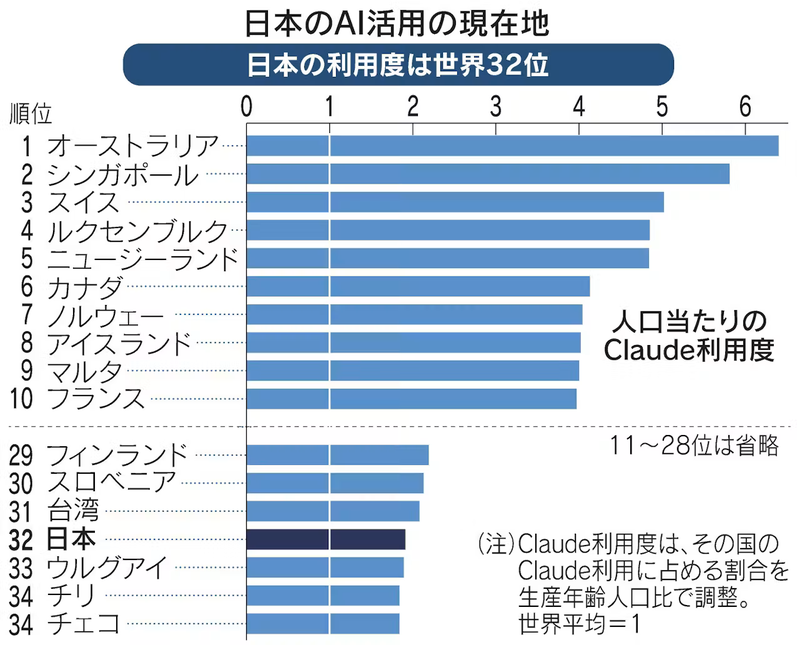 日本のAI活用の現在地
日本の利用度は世界32位
順位
0 1 2 3 4 5 6
1 オーストラリア
2 シンガポール
3 スイス
4 ルクセンブルク
5 ニュージーランド
6 カナダ
7 ノルウェー
8 アイスランド
9 マルタ
10 フランス
人口当たりの
Claude利用度
11〜28位は省略
29 フィンランド
30 スロベニア
31 台湾
32 日本
33 ウルグアイ
34 チリ
34 チェコ
(注)Claude利用度は、その国の
Claude利用に占める割合を
生産年齢人口比で調整。
世界平均=1